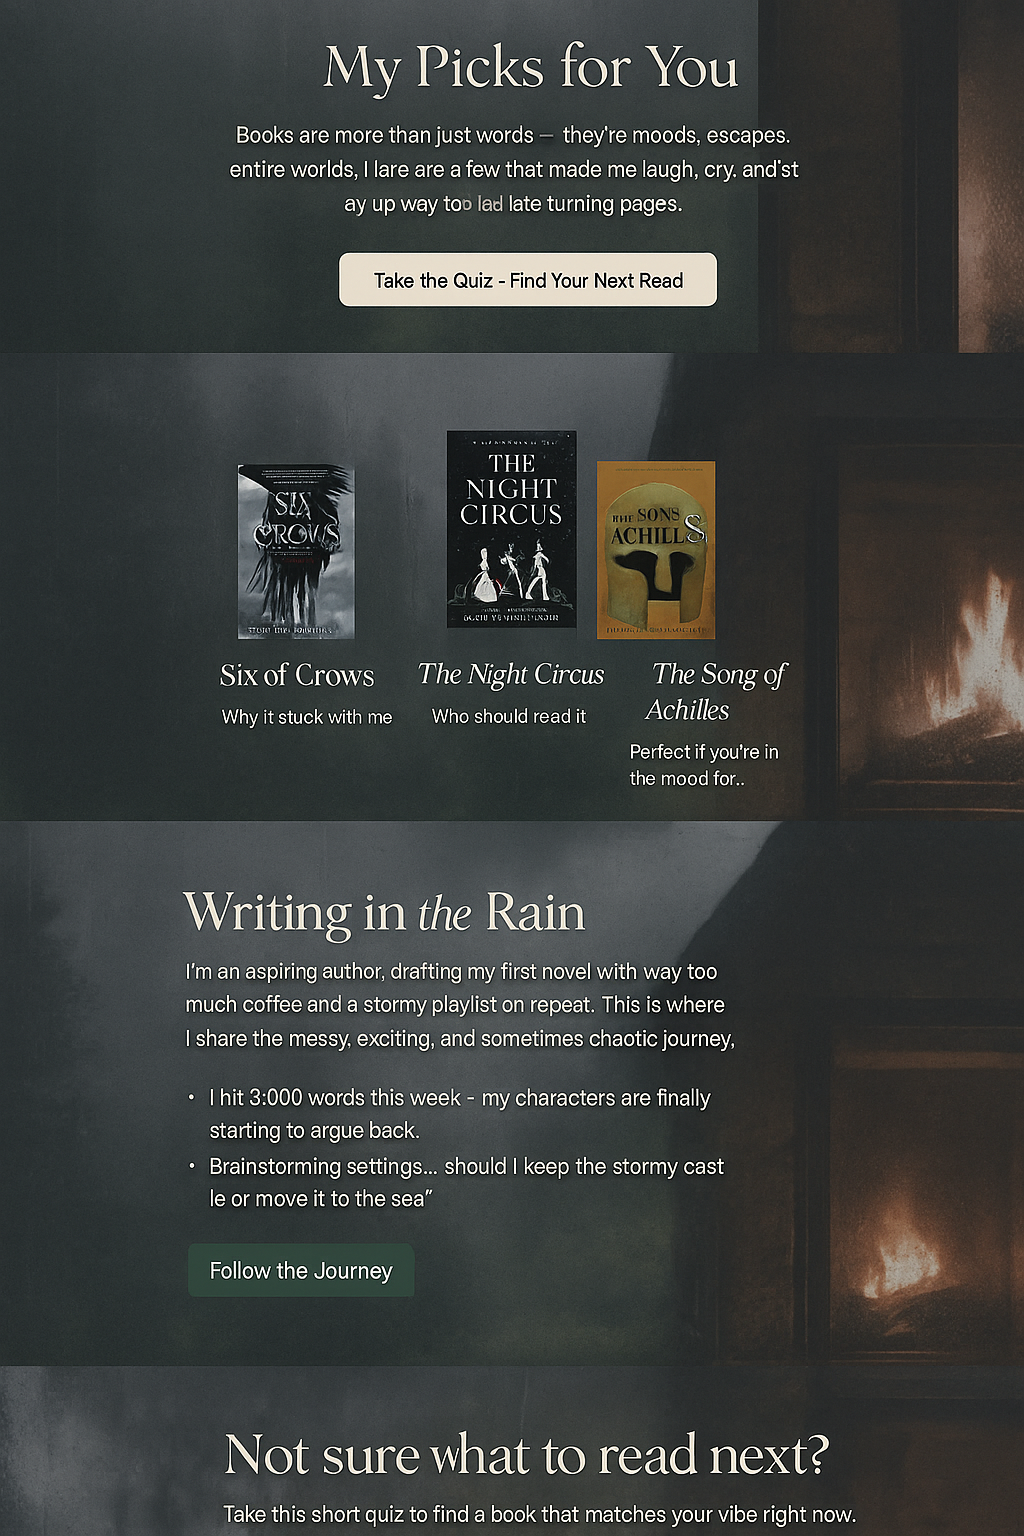 My Picks for You
Books are more than just words – they're moods, escapes.
entire worlds, I lare are a few that made me laugh, cry. and'st
ay up way too lad late turning pages.
Take the Quiz - Find Your Next Read
SIX
CROWS
THE
NIGHT
CIRCUS
THE SONS
ACHILLS
Six of Crows
Why it stuck with me
The Night Circus
Who should read it
The Song of
Achilles
Perfect if you're in
the mood for..
Writing in the Rain
I'm an aspiring author, drafting my first novel with way too
much coffee and a stormy playlist on repeat. This is where
I share the messy, exciting, and sometimes chaotic journey,
• I hit 3:000 words this week - my characters are finally
starting to argue back.
• Brainstorming settings... should I keep the stormy cast
le or move it to the sea”
Follow the Journey
Not sure what to read next?
Take this short quiz to find a book that matches your vibe right now.